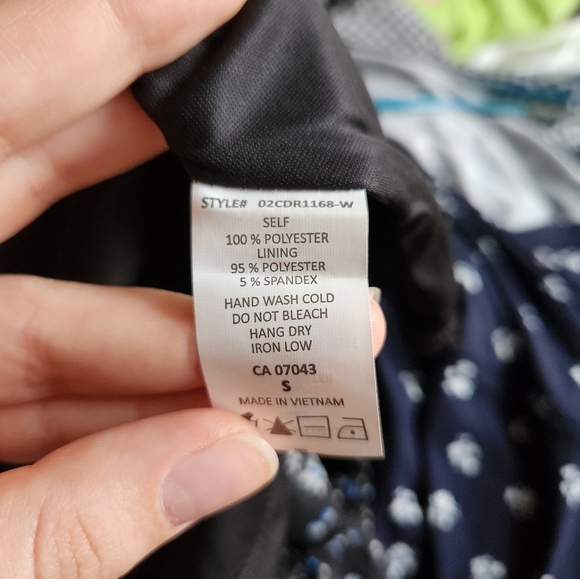 STYLE# 02CDR1168-W
SELF
100 % POLYESTER
LINING
95 % POLYESTER
5 % SPANDEX
HAND WASH COLD
DO NOT BLEACH
HANG DRY
IRON LOW
CA 07043
S
MADE IN VIETNAM